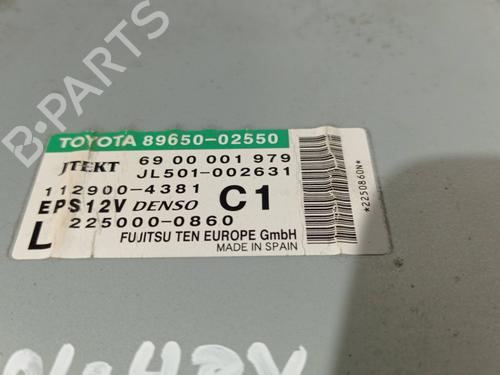 B-PARTS
TOYOTA 89650-02550
JTEKT 69 00 001 979
JL501-002631
112900-4381 C1
EPS12V DENSO
L 225000-0860
FUJITSU TEN EUROPE GmbH
MADE IN SPAIN
*2250860N*